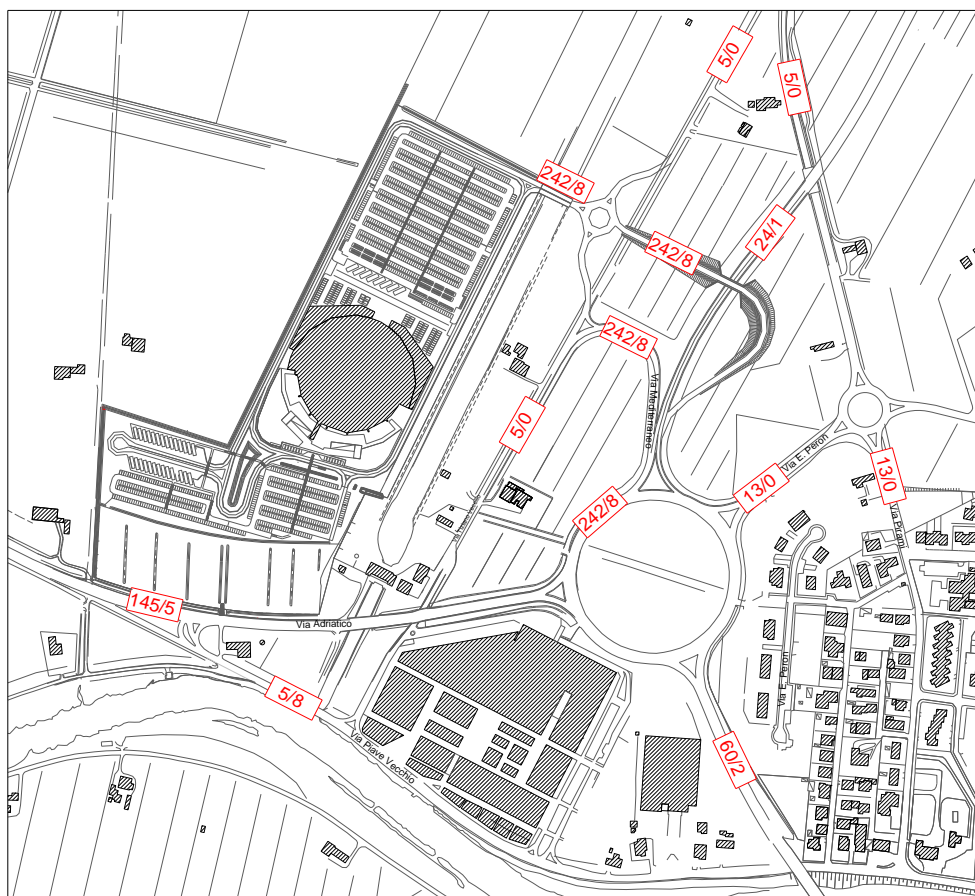 5/0
5/0
242/8
24/1
242/8
242/8
Via Mediterraneo
5/0
Via E. Peron
13/0
13/0
242/8
Via Pirami
145/5
Via Adriatico
Via E. Peron
5/8
Via Piave Vecchio
60/2